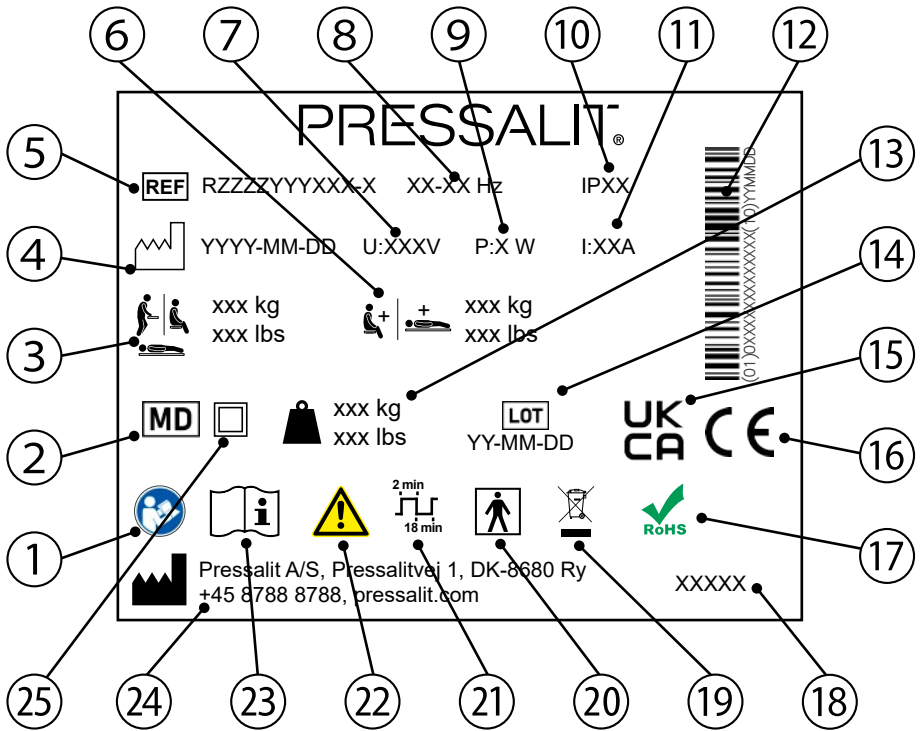 6 7 8 9 10 11 12
PRESSALIT®
5 REF RZZZZYYYXXX-X XX-XX Hz IPXX 13
4 YYYY-MM-DD U:XXXV P:X W I:XXA 14
(01)0XXXXXXXXXXXXX(10)YYMMDD
3 xxx kg xxx kg 15
xxx lbs xxx lbs
2 MD xxx kg LOT UK CE 16
xxx lbs YY-MM-DD CA
1 i ! 2 min 17
18 min RoHS
Pressalit A/S, Pressalitvej 1, DK-8680 Ry
+45 8788 8788, pressalit.com XXXXX
25 24 23 22 21 20 19 18